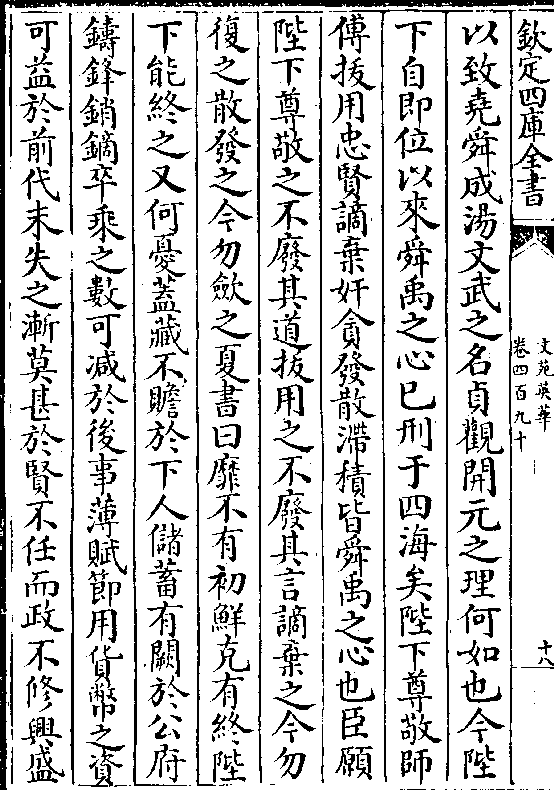 欽定四庫全書
文苑英華
卷四百九十
十八
以致堯舜成湯文武之名貞觀開元之理何如也今陛
下自即位以來舜禹之心已刑于四海矣陛下尊敬師
傅拔用忠賢謫棄奸貪發散滯積皆舜禹之心也臣願
陛下尊敬之不廢其道拔用之不廢其言謫棄之今勿
復之散發之今勿斂之夏書曰靡不有初鮮克有終陛
下能終之又何憂蓋藏不贍於下人儲蓄有闕於公府
鑄鋒銷鏑卒乘之數可减於後事薄賦節用貨幣之資
可益於前代末失之漸莫甚於賢不任而政不修興盛